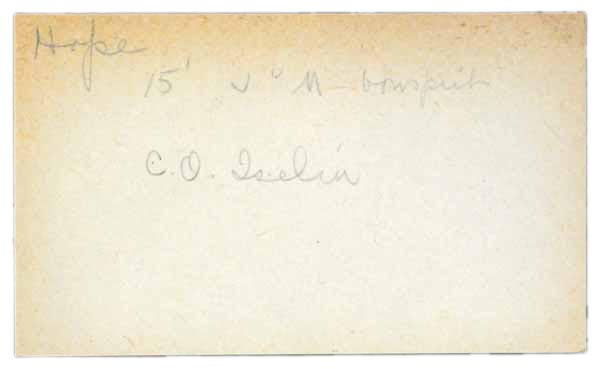 Hope
15' J° M bowsprit
C. O. Iselin